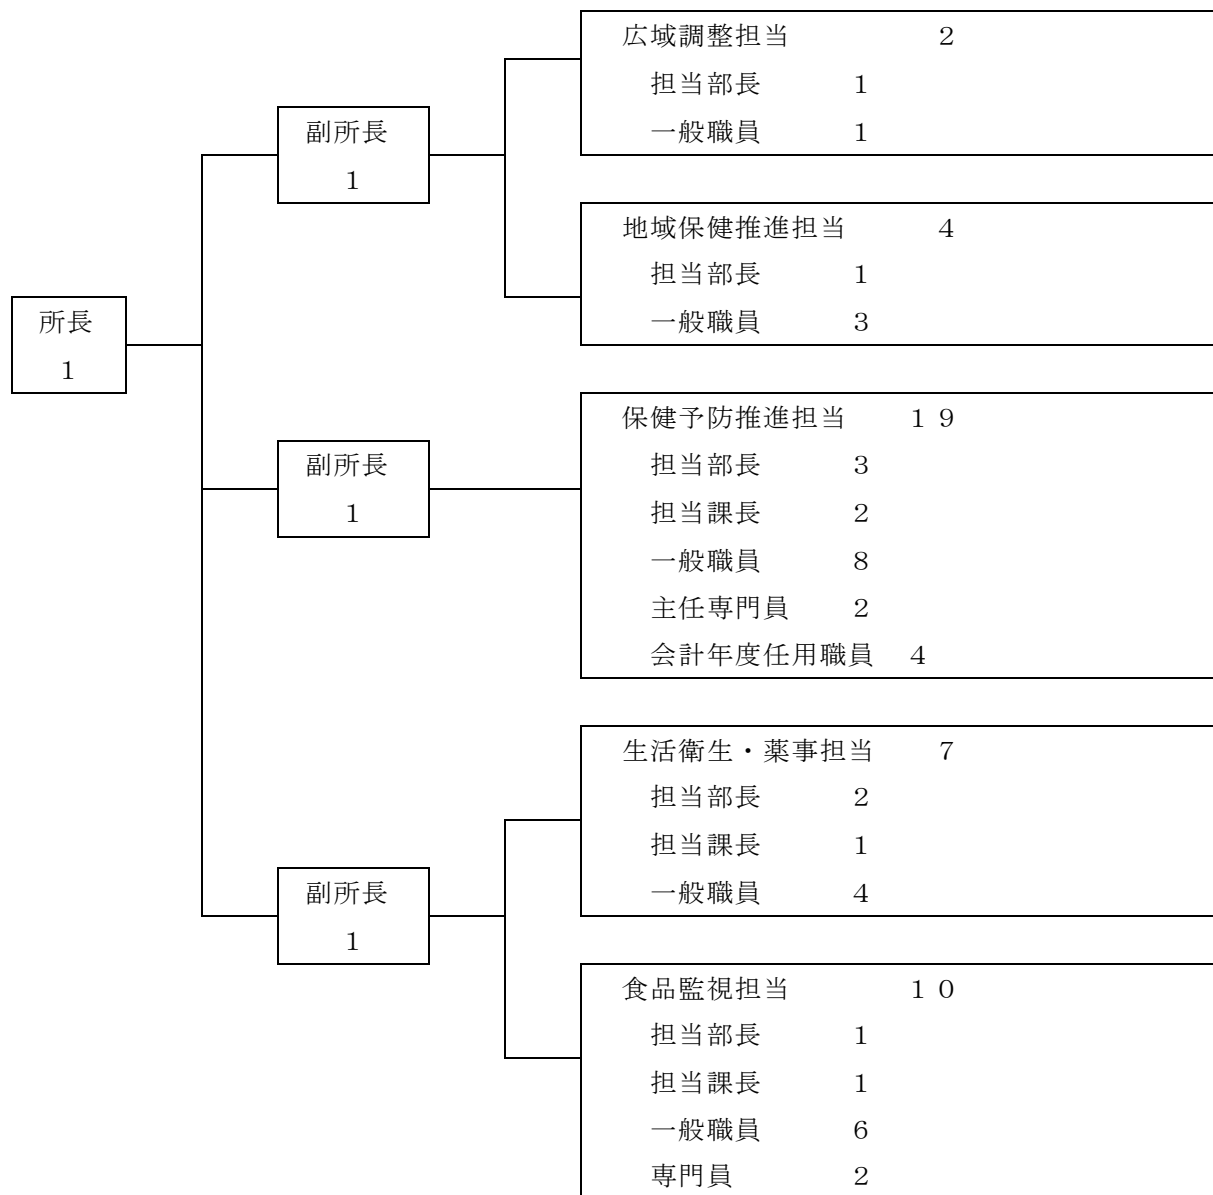 所長
1
副所長
1
広域調整担当 2
担当部長 1
一般職員 1
地域保健推進担当 4
担当部長 1
一般職員 3
副所長
1
保健予防推進担当 19
担当部長 3
担当課長 2
一般職員 8
主任専門員 2
会計年度任用職員 4
副所長
1
生活衛生・薬事担当 7
担当部長 2
担当課長 1
一般職員 4
食品監視担当 10
担当部長 1
担当課長 1
一般職員 6
専門員 2